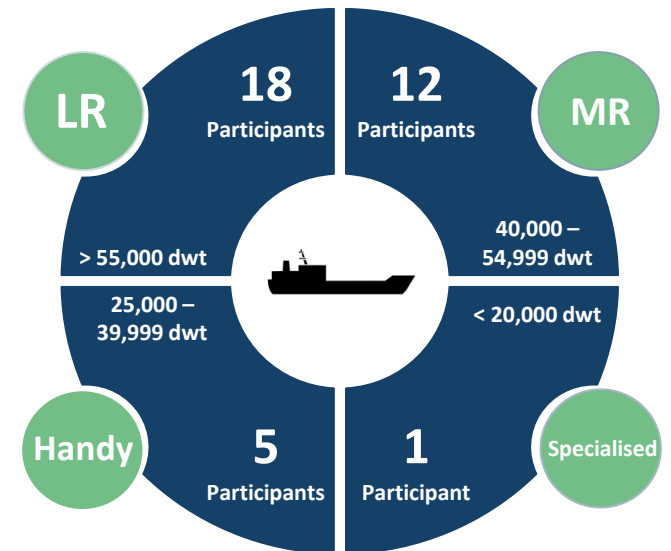 LR
18
Participants
> 55,000 dwt
12
Participants
MR
40,000 –
54,999 dwt
25,000 –
39,999 dwt
Handy
5
Participants
< 20,000 dwt
1
Participant
Specialised